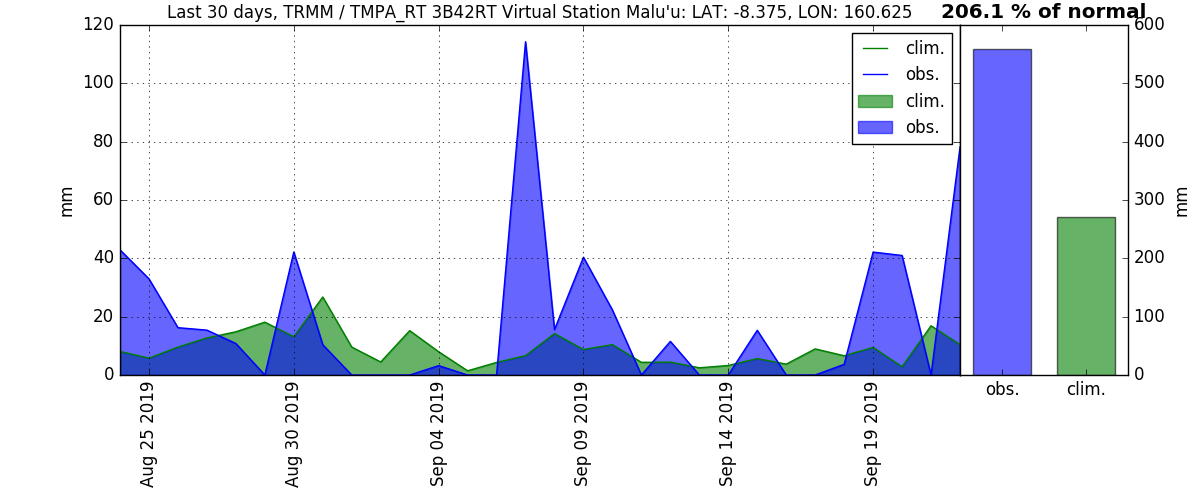 Last 30 days, TRMM / TMPA_RT 3B42RT Virtual Station Malu'u: LAT: -8.375, LON: 160.625
206.1 % of normal
120
100
80
60
40
20
0
mm
clim.
obs.
clim.
obs.
600
500
400
300
200
100
0
mm
Aug 25 2019
Aug 30 2019
Sep 04 2019
Sep 09 2019
Sep 14 2019
Sep 19 2019
obs.
clim.